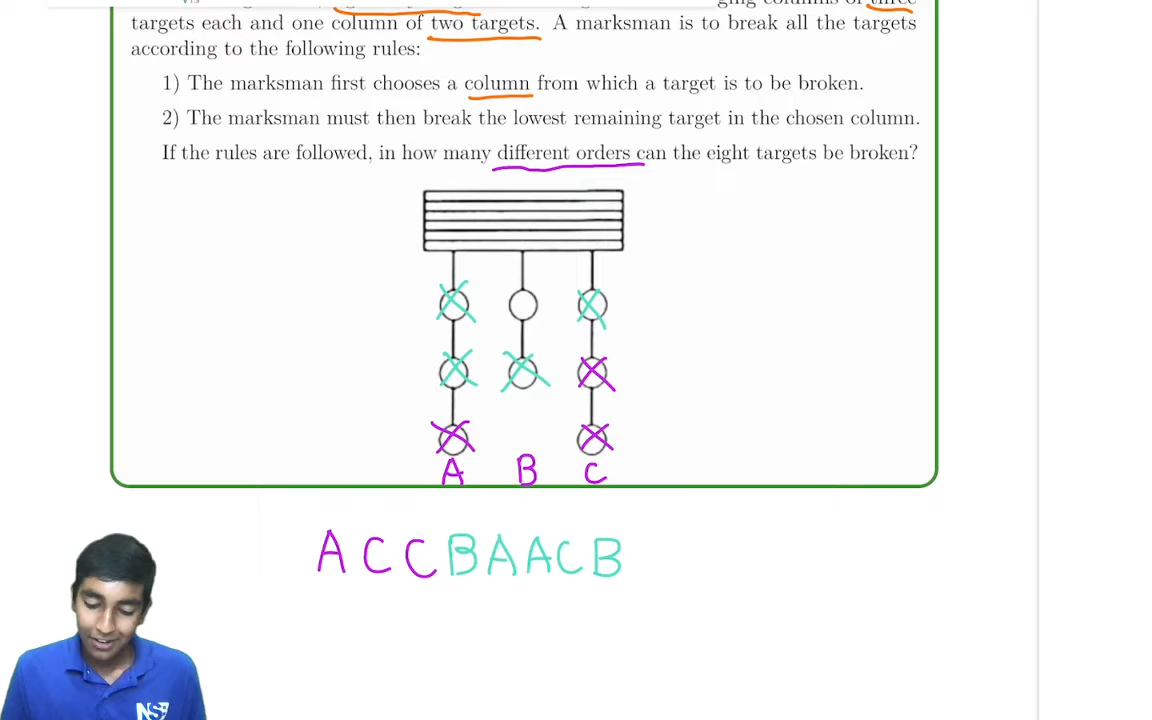 targets each and one column of two targets. A marksman is to break all the targets
according to the following rules:
1) The marksman first chooses a column from which a target is to be broken.
2) The marksman must then break the lowest remaining target in the chosen column.
If the rules are followed, in how many different orders can the eight targets be broken?
A B C
A C C B A A C B